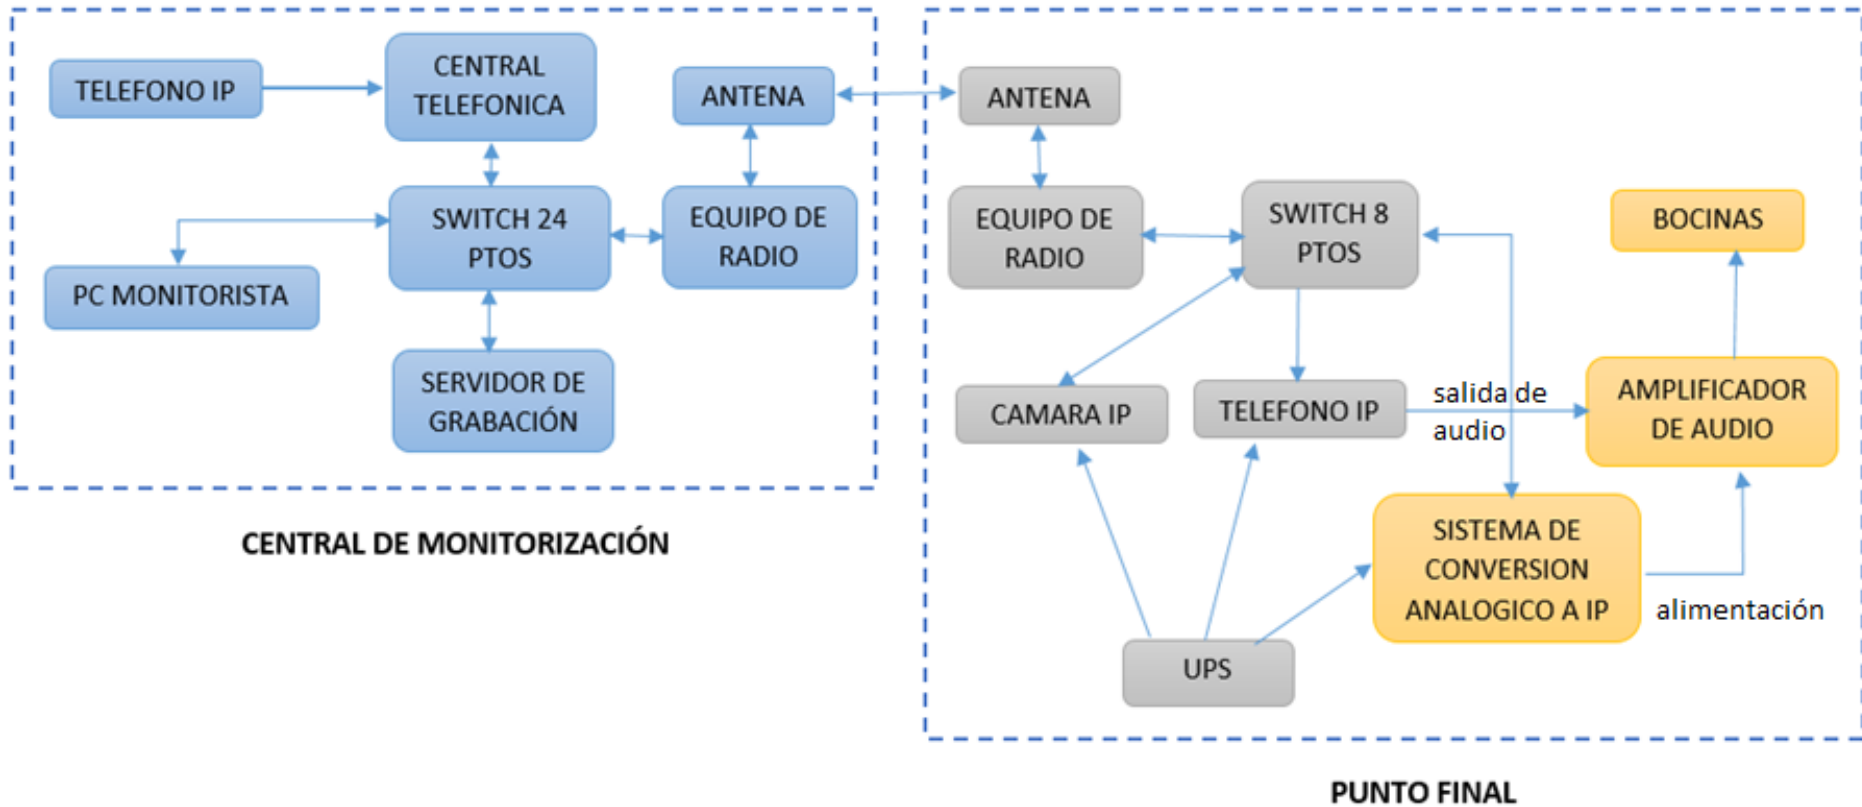 TELEFONO IP
CENTRAL
TELEFONICA
ANTENA
SWITCH 24
PTOS
EQUIPO DE
RADIO
PC MONITORISTA
SERVIDOR DE
GRABACIÓN
CENTRAL DE MONITORIZACIÓN
ANTENA
EQUIPO DE
RADIO
SWITCH 8
PTOS
BOCINAS
CAMARA IP
TELEFONO IP
salida de
audio
AMPLIFICADOR
DE AUDIO
SISTEMA DE
CONVERSION
ANALOGICO A IP
alimentación
UPS
PUNTO FINAL